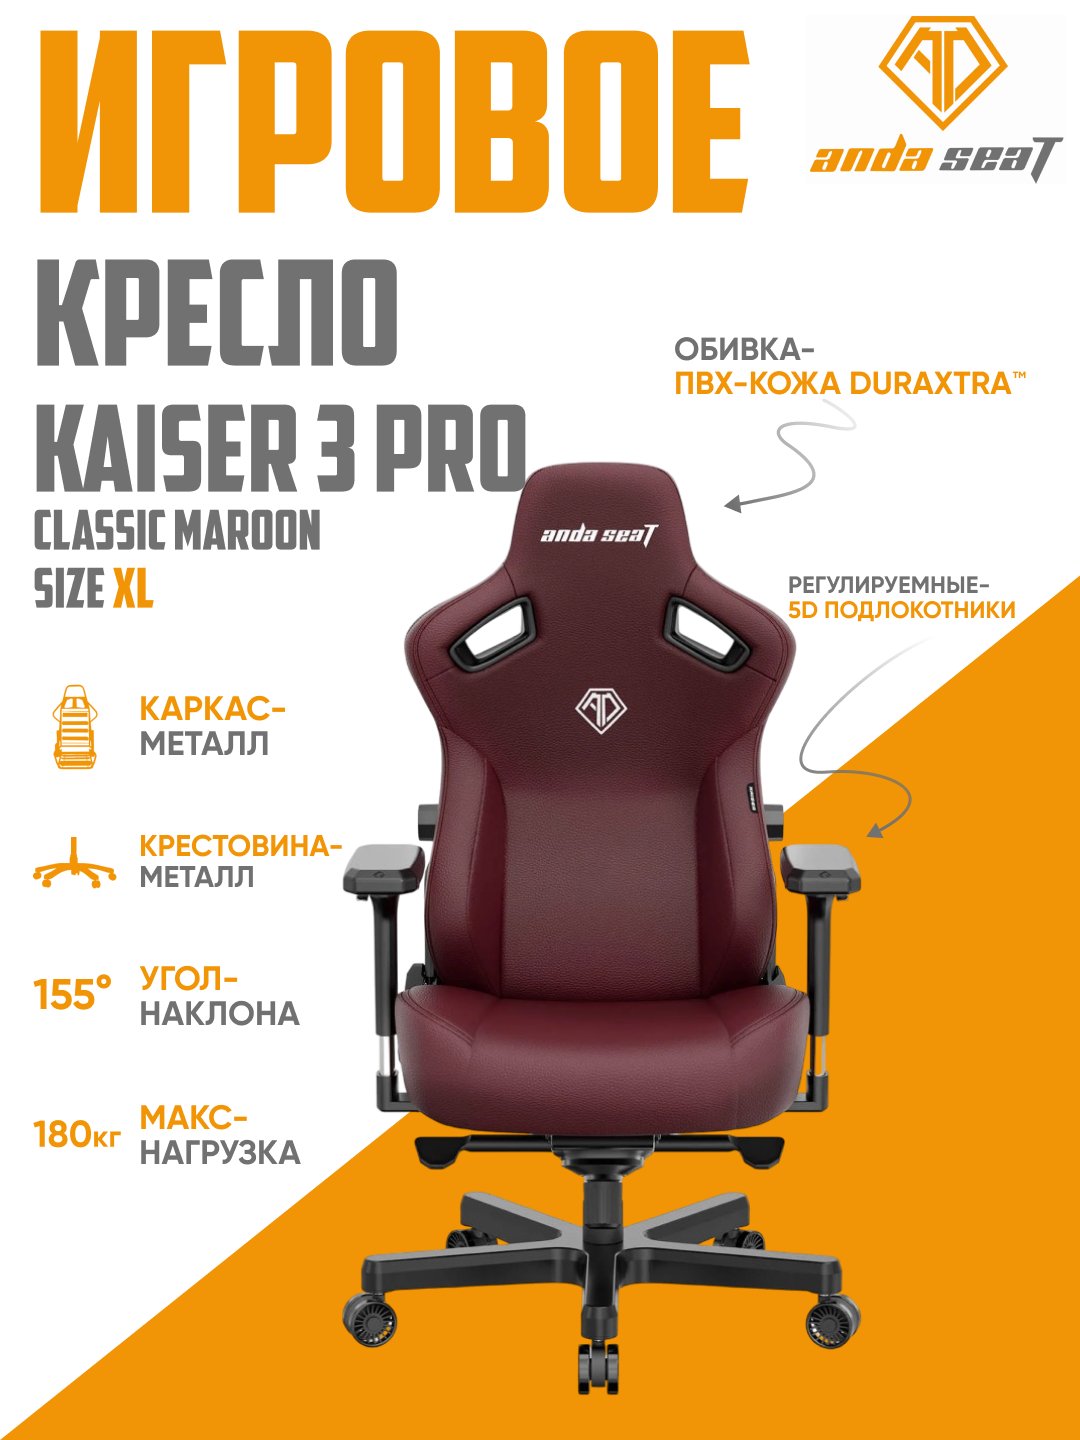 ИГРОВОЕ
anda seaT
КРЕСЛО
KAISER 3 PRO
CLASSIC MAROON
SIZE XL
ОБИВКА-
ПВХ-КОЖА DURAXTRA™
anda seaT
РЕГУЛИРУЕМНЫЕ-
5D ПОДЛОКОТНИКИ
КАРКАС-
МЕТАЛЛ
КРЕСТОВИНА-
МЕТАЛЛ
155°
УГОЛ-
НАКЛОНА
180кг
МАКС-
НАГРУЗКА